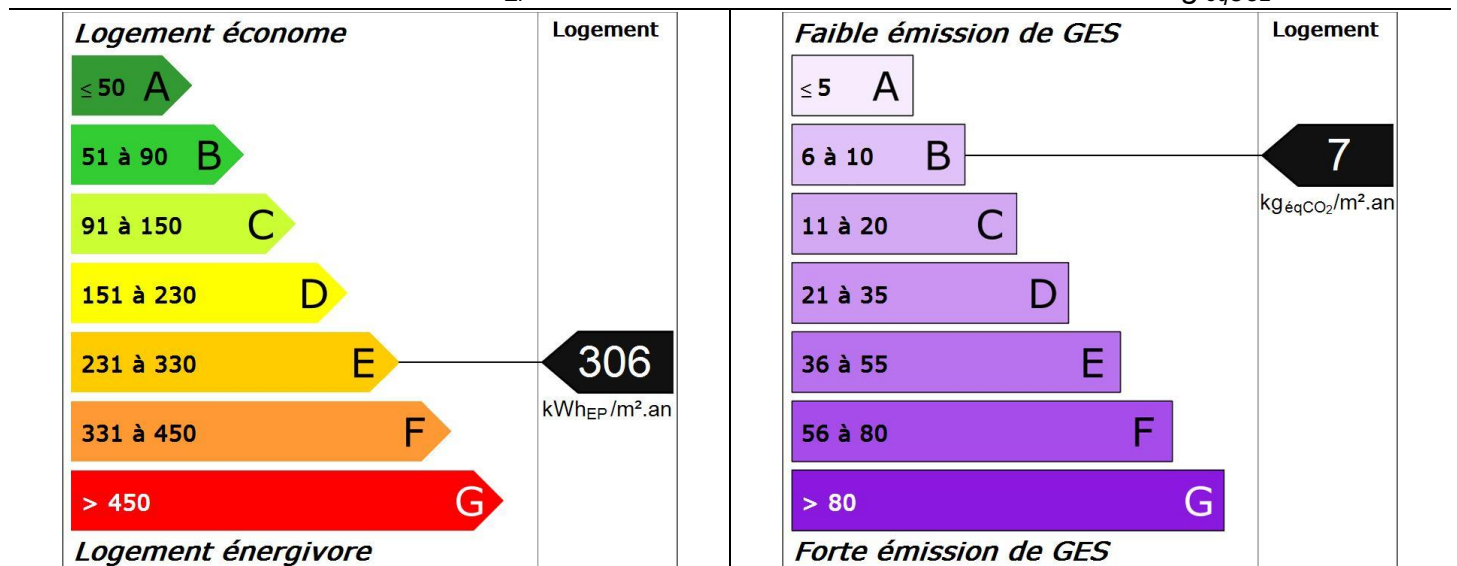 Logement économe
Logement
≤ 50 A
51 à 90 B
91 à 150 C
151 à 230 D
231 à 330 E
306
kWhEP/m².an
331 à 450 F
> 450 G
Logement énergivore
Faible émission de GES
Logement
≤ 5 A
6 à 10 B
7
kgéqCO2/m².an
11 à 20 C
21 à 35 D
36 à 55 E
56 à 80 F
> 80 G
Forte émission de GES